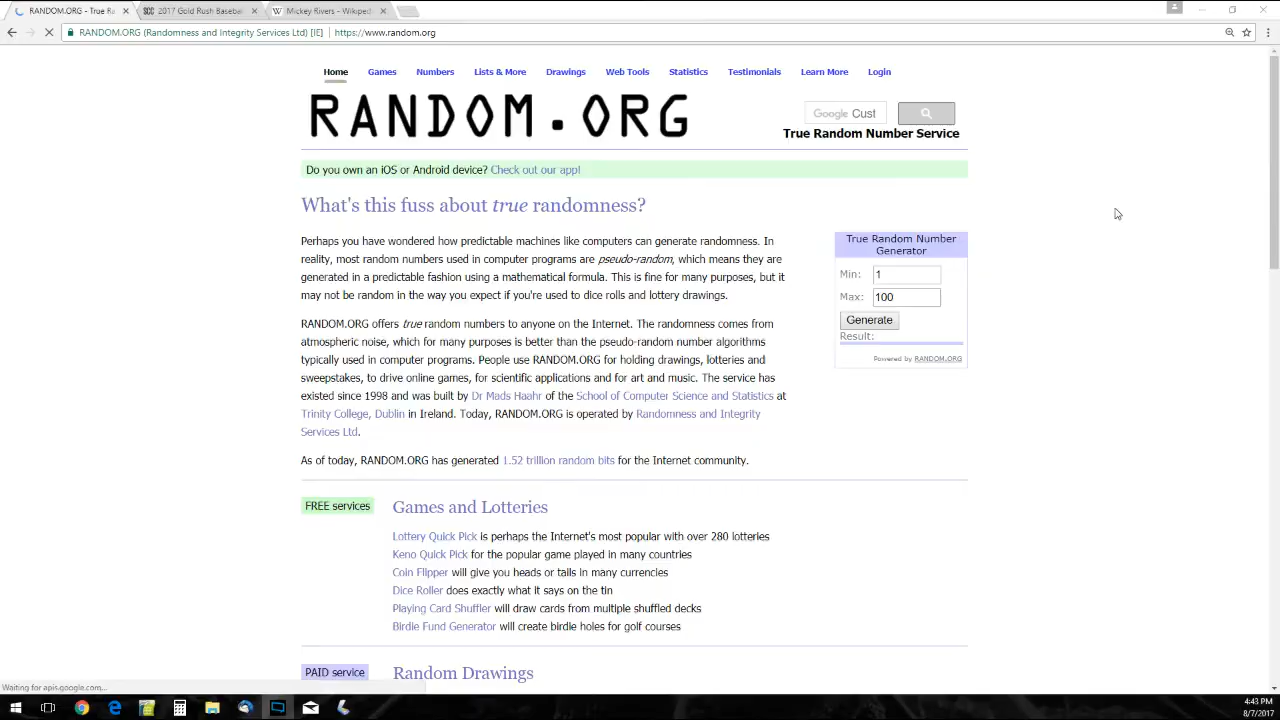 RANDOM.ORG - True Ra
2017 Gold Rush Baseba
Mickey Rivers - Wikiped
RANDOM.ORG (Randomness and Integrity Services Ltd) [IE] https://www.random.org
Home Games Numbers Lists & More Drawings Web Tools Statistics Testimonials Learn More Login
RANDOM.ORG
Google Cust
True Random Number Service
Do you own an iOS or Android device? Check out our app!
What's this fuss about true randomness?
Perhaps you have wondered how predictable machines like computers can generate randomness. In
reality, most random numbers used in computer programs are pseudo-random, which means they are
generated in a predictable fashion using a mathematical formula. This is fine for many purposes, but it
may not be random in the way you expect if you're used to dice rolls and lottery drawings.
RANDOM.ORG offers true random numbers to anyone on the Internet. The randomness comes from
atmospheric noise, which for many purposes is better than the pseudo-random number algorithms
typically used in computer programs. People use RANDOM.ORG for holding drawings, lotteries and
sweepstakes, to drive online games, for scientific applications and for art and music. The service has
existed since 1998 and was built by Dr Mads Haahr of the School of Computer Science and Statistics at
Trinity College, Dublin in Ireland. Today, RANDOM.ORG is operated by Randomness and Integrity
Services Ltd.
As of today, RANDOM.ORG has generated 1.52 trillion random bits for the Internet community.
True Random Number
Generator
Min: 1
Max: 100
Generate
Result:
Powered by RANDOM.ORG
FREE services
Games and Lotteries
Lottery Quick Pick is perhaps the Internet's most popular with over 280 lotteries
Keno Quick Pick for the popular game played in many countries
Coin Flipper will give you heads or tails in many currencies
Dice Roller does exactly what it says on the tin
Playing Card Shuffler will draw cards from multiple shuffled decks
Birdie Fund Generator will create birdie holes for golf courses
PAID service
Random Drawings
Waiting for apis.google.com...
4:43 PM
8/7/2017